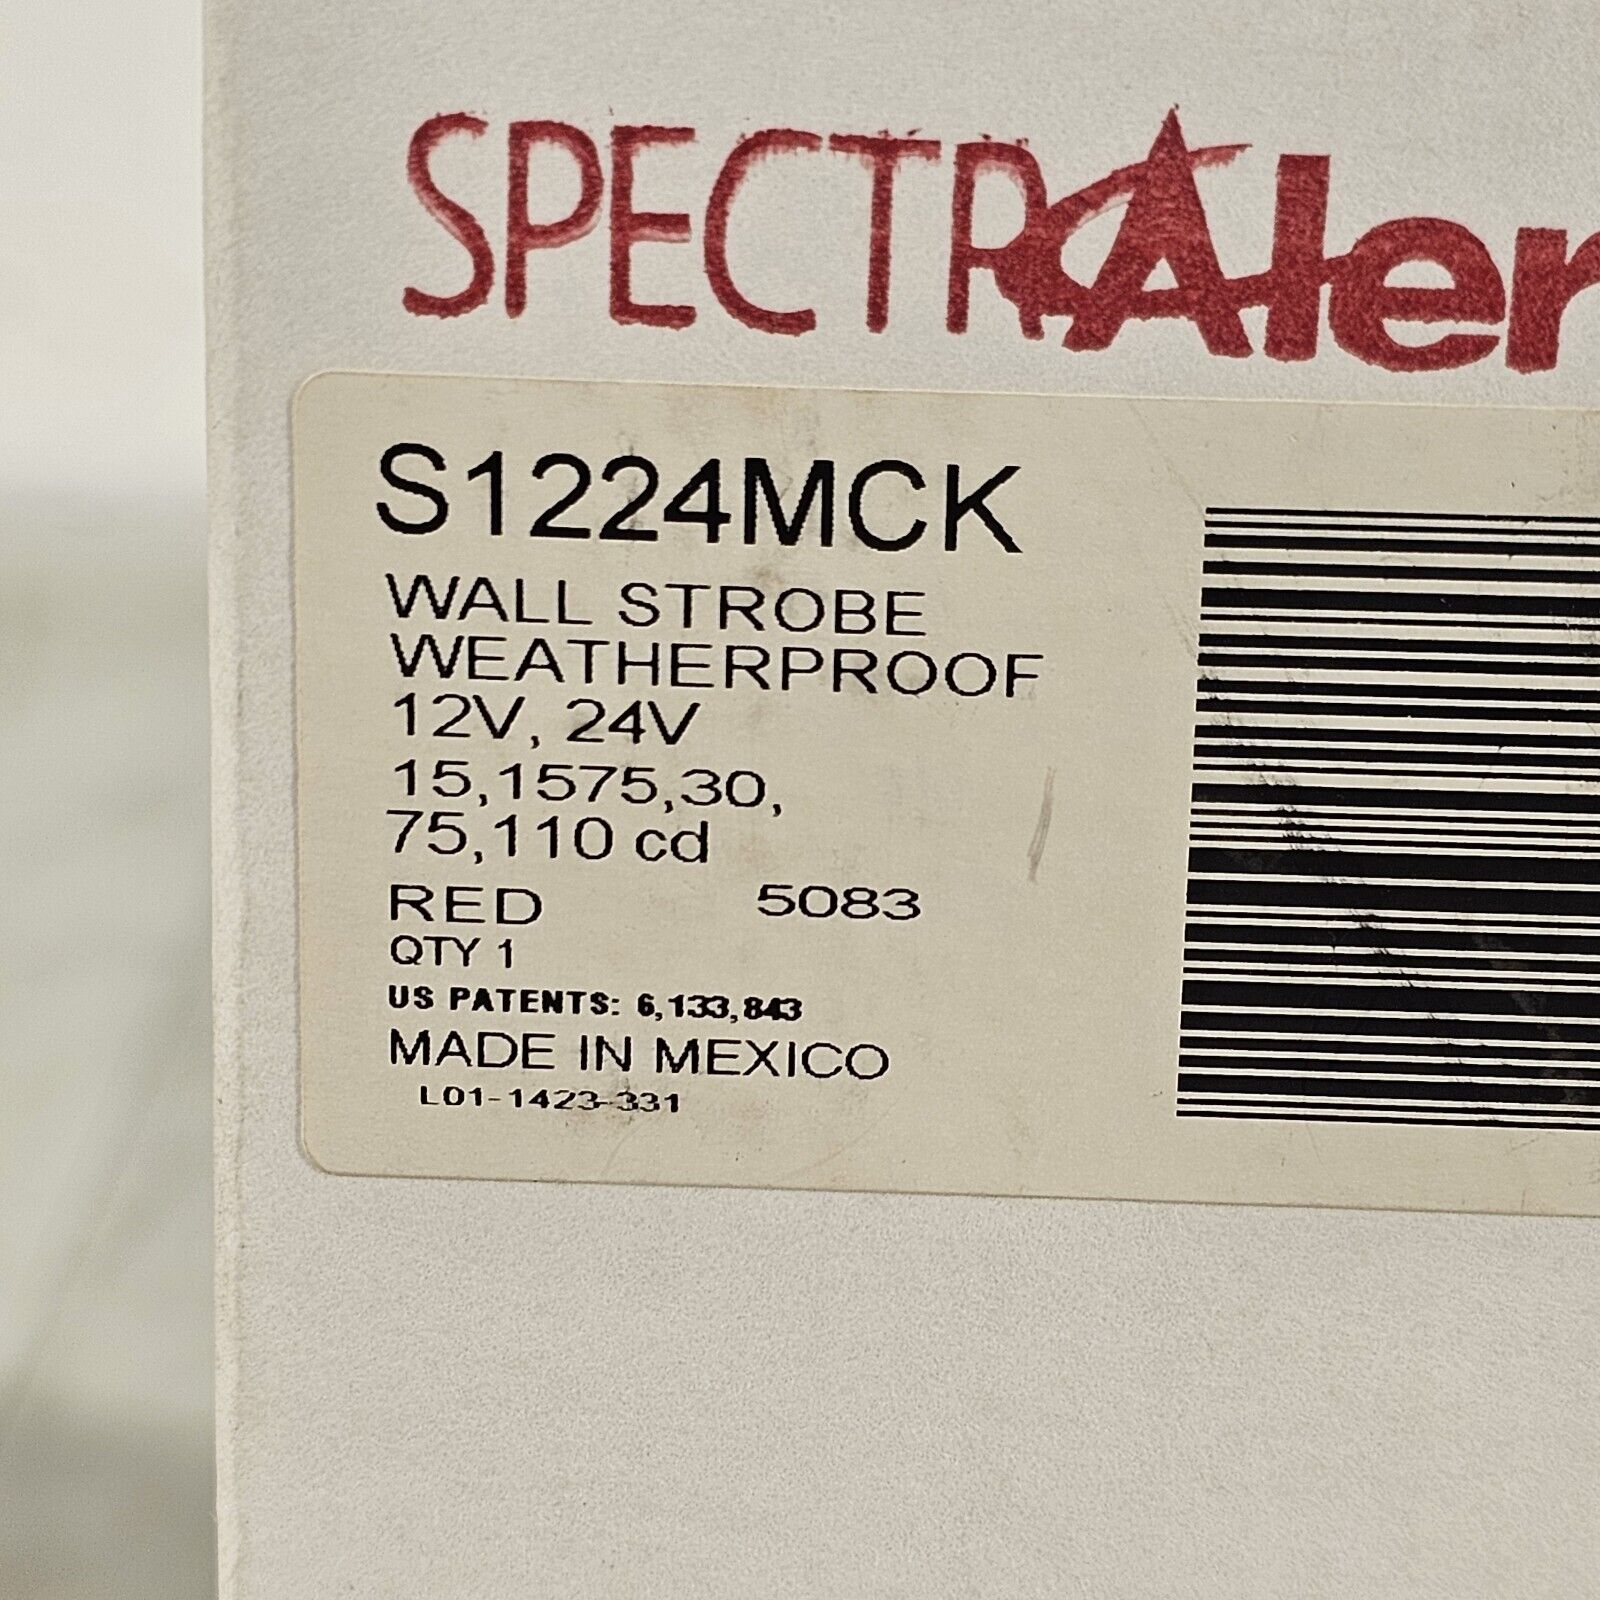 SPECTRAler
S1224MCK
WALL STROBE
WEATHERPROOF
12V, 24V
15,1575,30,
75,110 cd
RED 5083
QTY 1
US PATENTS: 6,133,843
MADE IN MEXICO
L01-1423-331